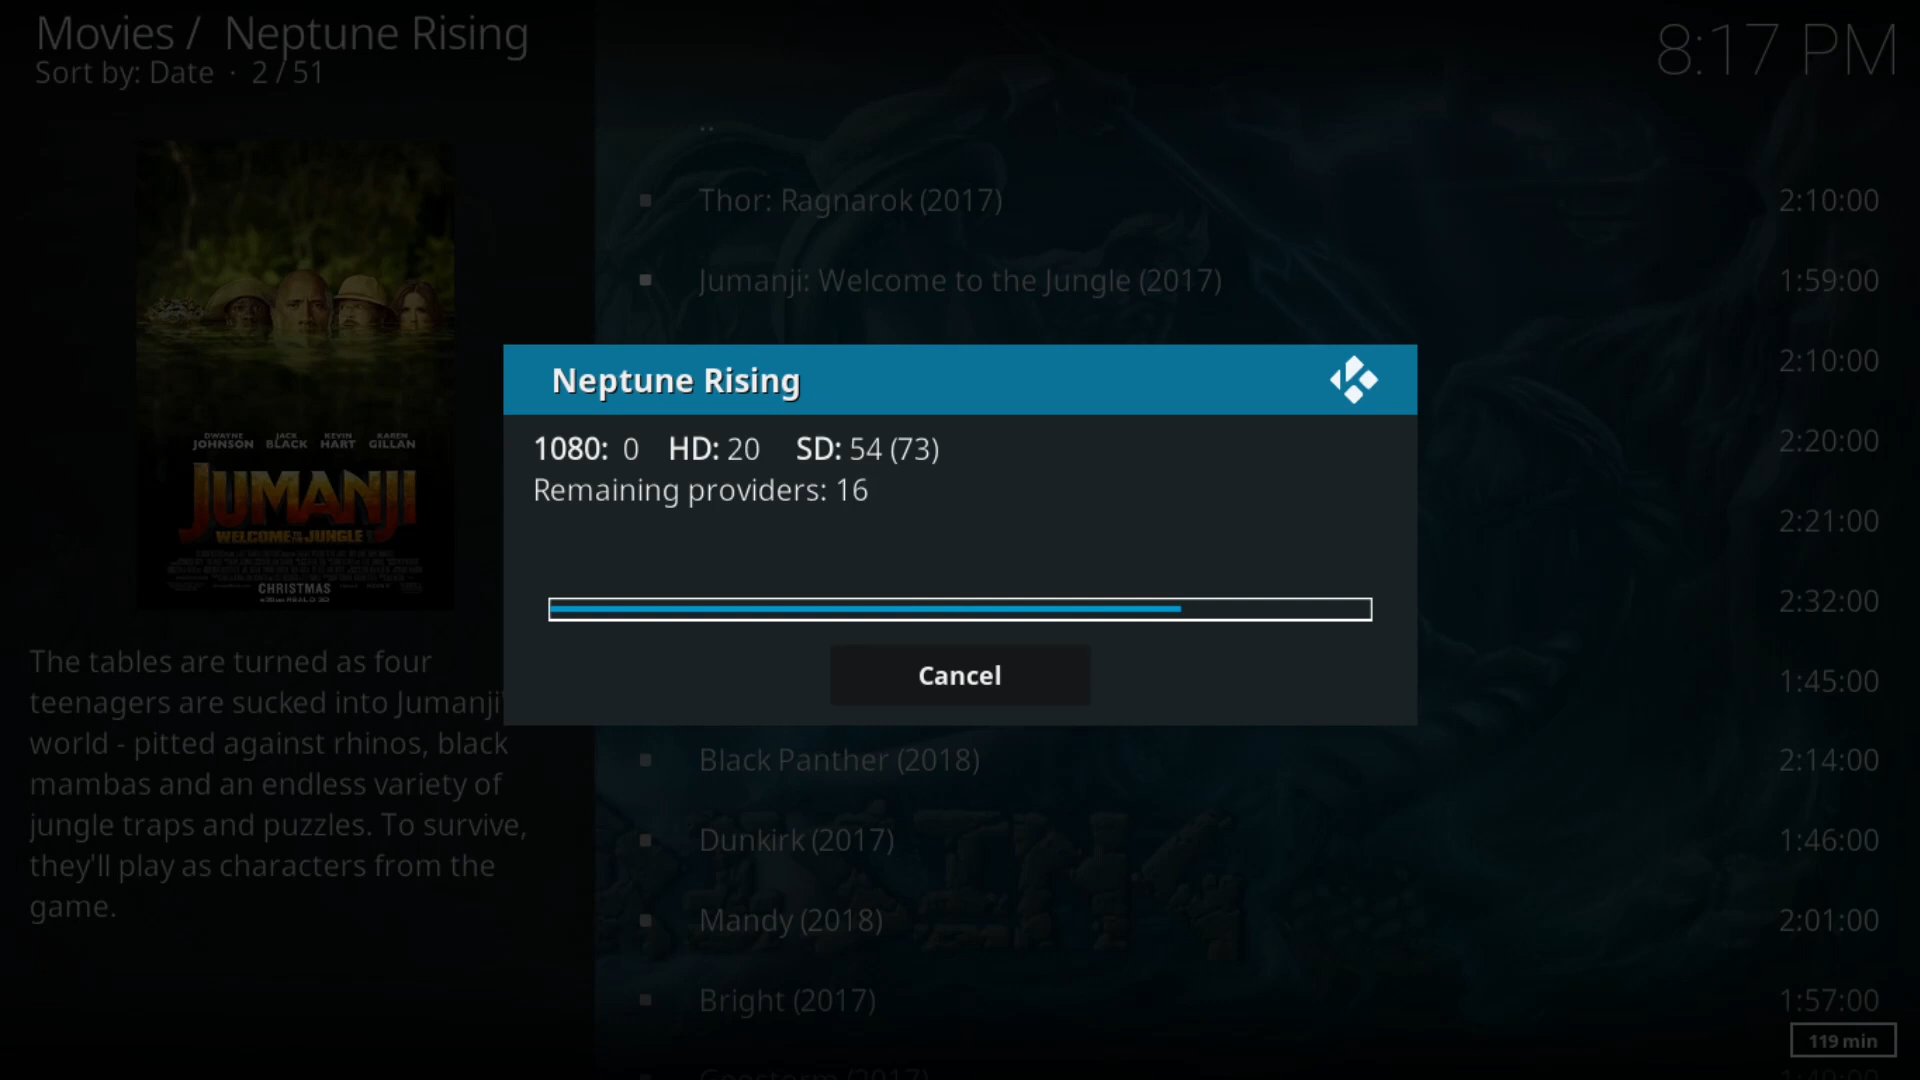 Movies / Neptune Rising
Sort by: Date · 2 / 51
8:17 PM
..
Thor: Ragnarok (2017)
2:10:00
Jumanji: Welcome to the Jungle (2017)
1:59:00
2:10:00
2:20:00
2:21:00
2:32:00
1:45:00
Neptune Rising
1080: 0 HD: 20 SD: 54 (73)
Remaining providers: 16
Cancel
DWAYNE JOHNSON JACK BLACK KEVIN HART KAREN GILLAN
JUMANJI
WELCOME TO THE JUNGLE
CHRISTMAS
The tables are turned as four
teenagers are sucked into Jumanji'
world - pitted against rhinos, black
mambas and an endless variety of
jungle traps and puzzles. To survive,
they'll play as characters from the
game.
Black Panther (2018)
2:14:00
Dunkirk (2017)
1:46:00
Mandy (2018)
2:01:00
Bright (2017)
1:57:00
119 min
Geostorm (2017)
1:49:00